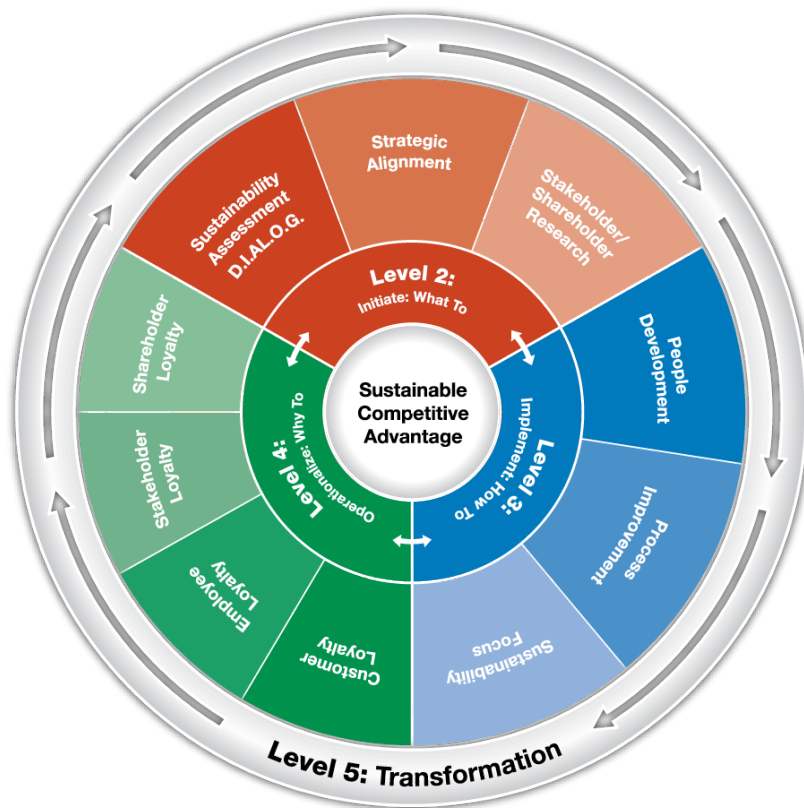 Sustainability
Assessment
D.I.AL.O.G.
Strategic
Alignment
Stakeholder/
Shareholder
Research
Level 2:
Initiate: What To
People
Development
Process
Improvement
Sustainability
Focus
Level 3:
Implement: How To
Customer
Loyalty
Employee
Loyalty
Stakeholder
Loyalty
Shareholder
Loyalty
Level 4:
Operationalize: Why To
Sustainable
Competitive
Advantage
Level 5: Transformation